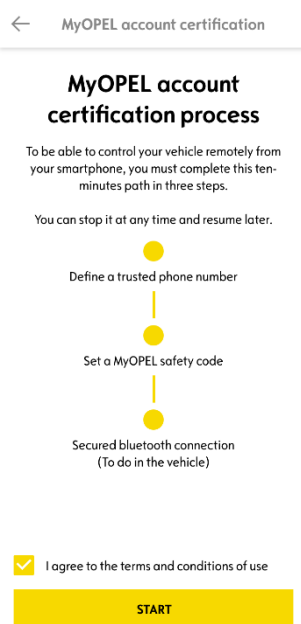 MyOPEL account certification
MyOPEL account
certification process
To be able to control your vehicle remotely from
your smartphone, you must complete this ten-
minutes path in three steps.
You can stop it at any time and resume later.
Define a trusted phone number
Set a MyOPEL safety code
Secured bluetooth connection
(To do in the vehicle)
I agree to the terms and conditions of use
START